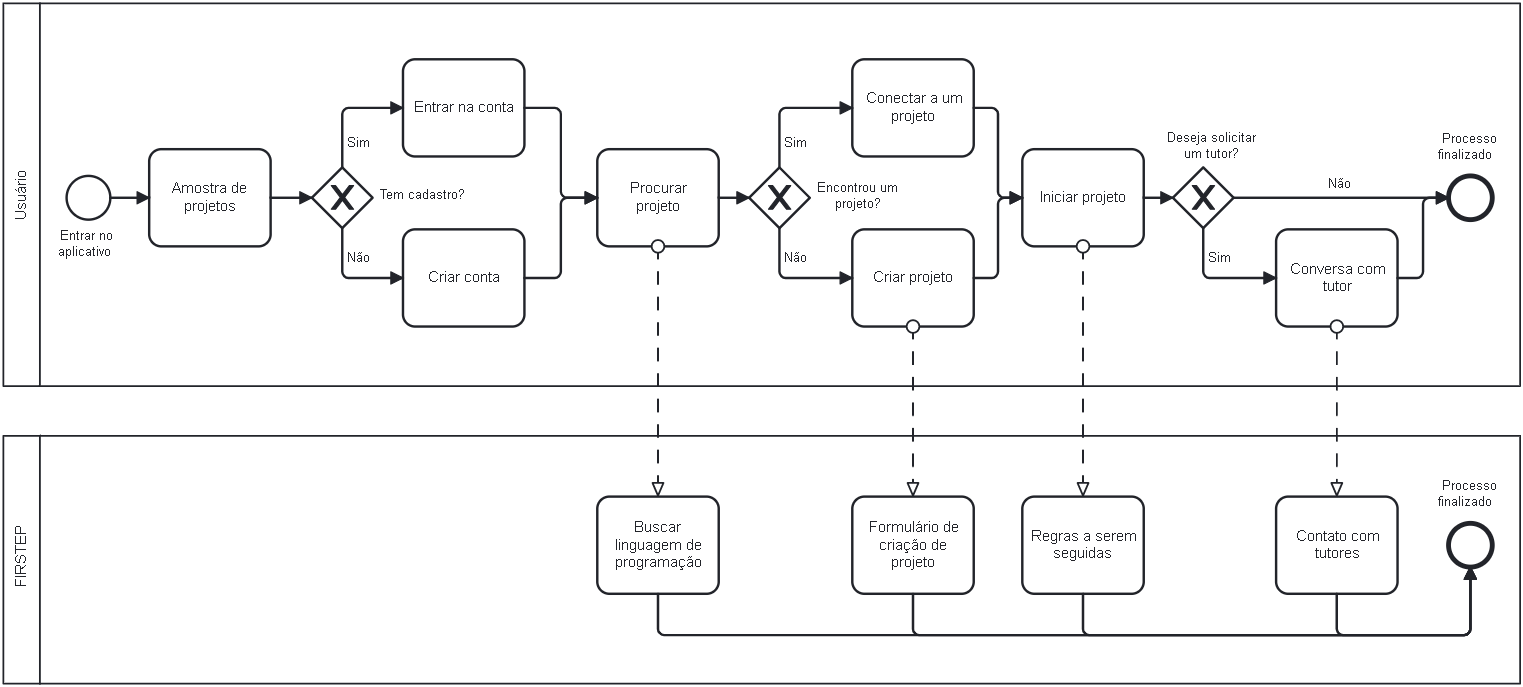 Usuário
Entrar no
aplicativo
Amostra de
projetos
Tem cadastro?
Sim
Não
Entrar na conta
Criar conta
Procurar
projeto
Encontrou um
projeto?
Sim
Não
Conectar a um
projeto
Criar projeto
Iniciar projeto
Deseja solicitar
um tutor?
Não
Sim
Conversa com
tutor
Processo
finalizado
FIRSTEP
Buscar
linguagem de
programação
Formulário de
criação de
projeto
Regras a serem
seguidas
Contato com
tutores
Processo
finalizado